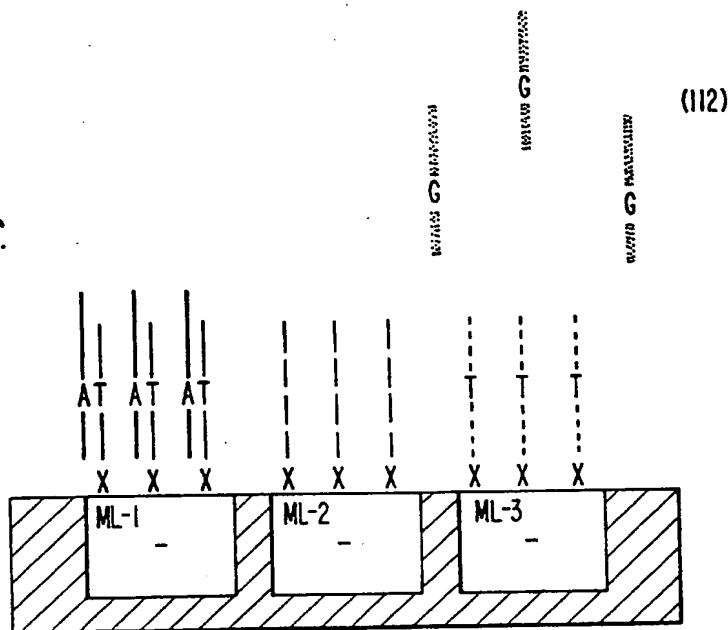 G
(112)
G
G
A T A T A T
T T T
X X X X X X X X X
ML-1 ML-2 ML-3
- - -